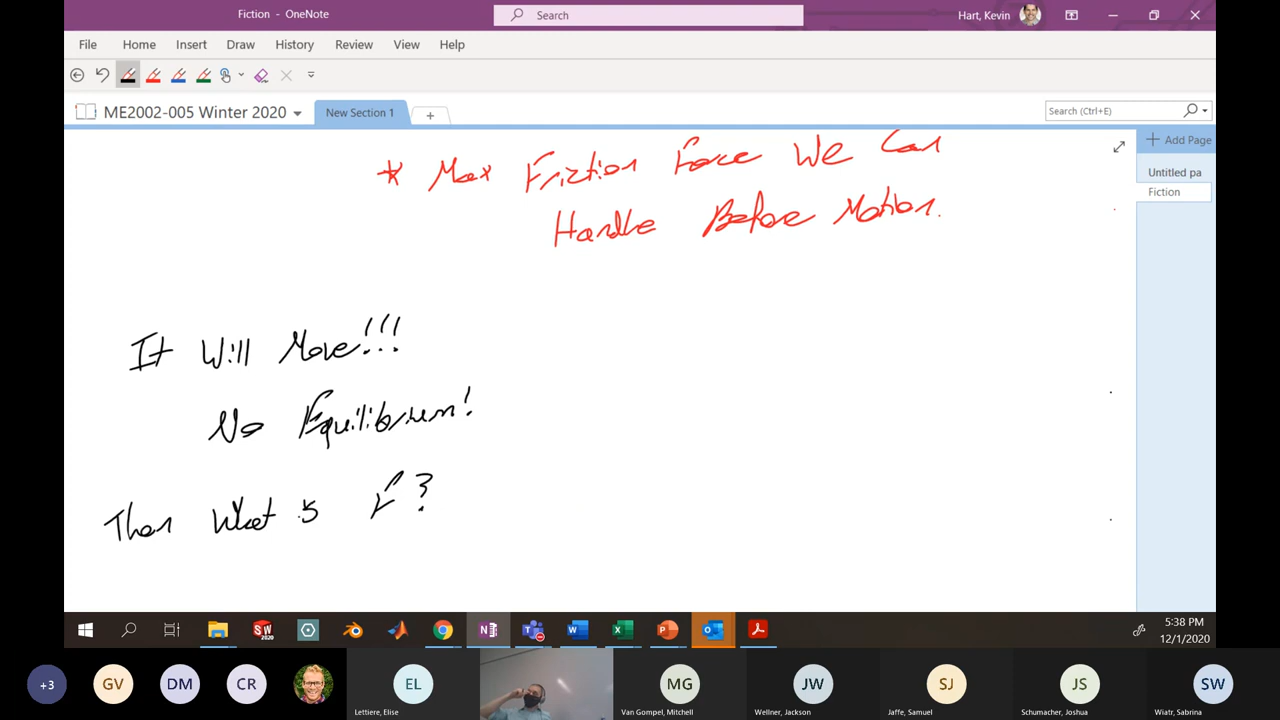 Fiction - OneNote
Search
Hart, Kevin
File Home Insert Draw History Review View Help
ME2002-005 Winter 2020
New Section 1
+
Search (Ctrl+E)
+ Add Page
Untitled pa
Fiction
* Max Friction Force We Can
Handle Before Motion.
It Will Move!!!
No Equilibrium!
Then What is F?
5:38 PM
12/1/2020
+3
GV
DM
CR
EL
MG
JW
SJ
JS
SW
Lettiere, Elise
Van Gompel, Mitchell
Wellner, Jackson
Jaffe, Samuel
Schumacher, Joshua
Wiatr, Sabrina